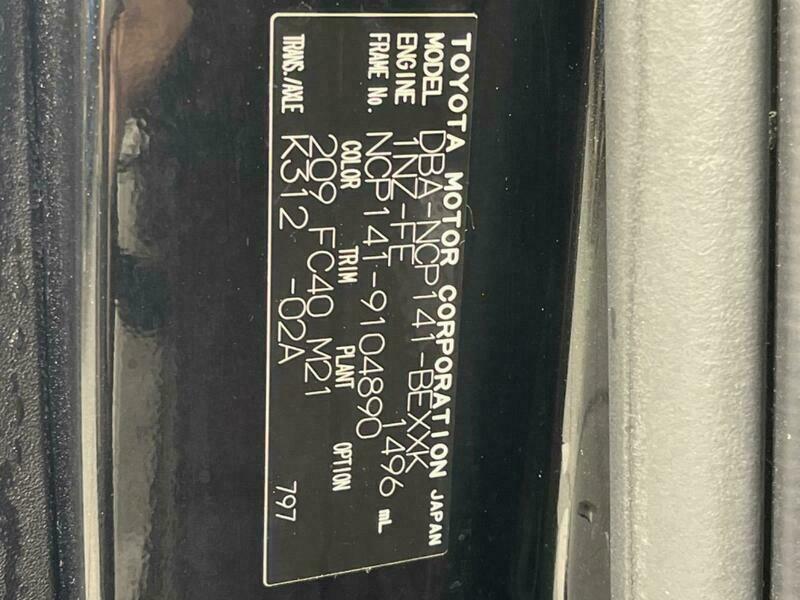 TOYOTA MOTOR CORPORATION JAPAN
MODEL DBA-NCP141-BEXXK
ENGINE 1NZ-FE 1496 mL
FRAME No. NCP141-9104890
COLOR TRIM PLANT OPTION
209 FC40 M21
TRANS./AXLE K312 -02A 797